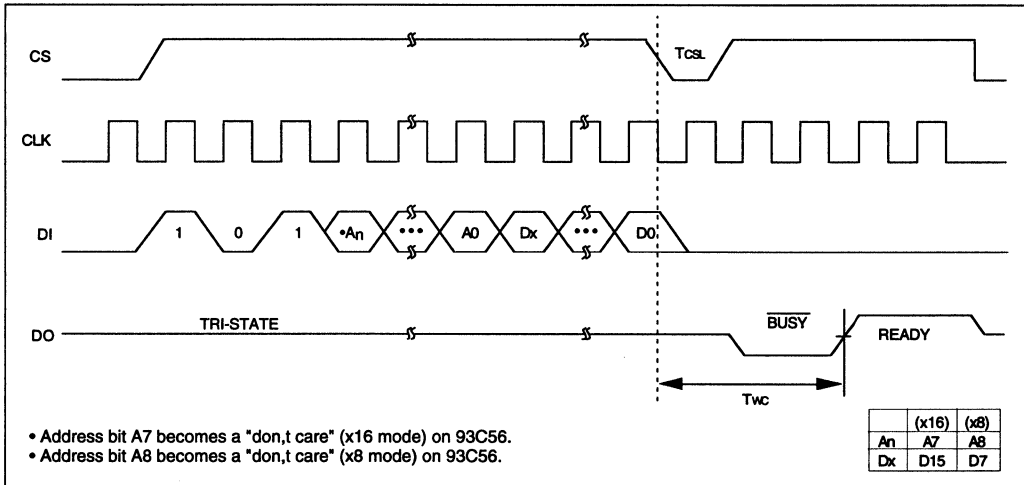 CS
TCSL
CLK
DI
1 0 1 •An ••• A0 Dx ••• D0
DO
TRI-STATE
BUSY
READY
TWC
• Address bit A7 becomes a "don,t care" (x16 mode) on 93C56.
• Address bit A8 becomes a "don,t care" (x8 mode) on 93C56.
(x16) (x8)
An A7 A8
Dx D15 D7